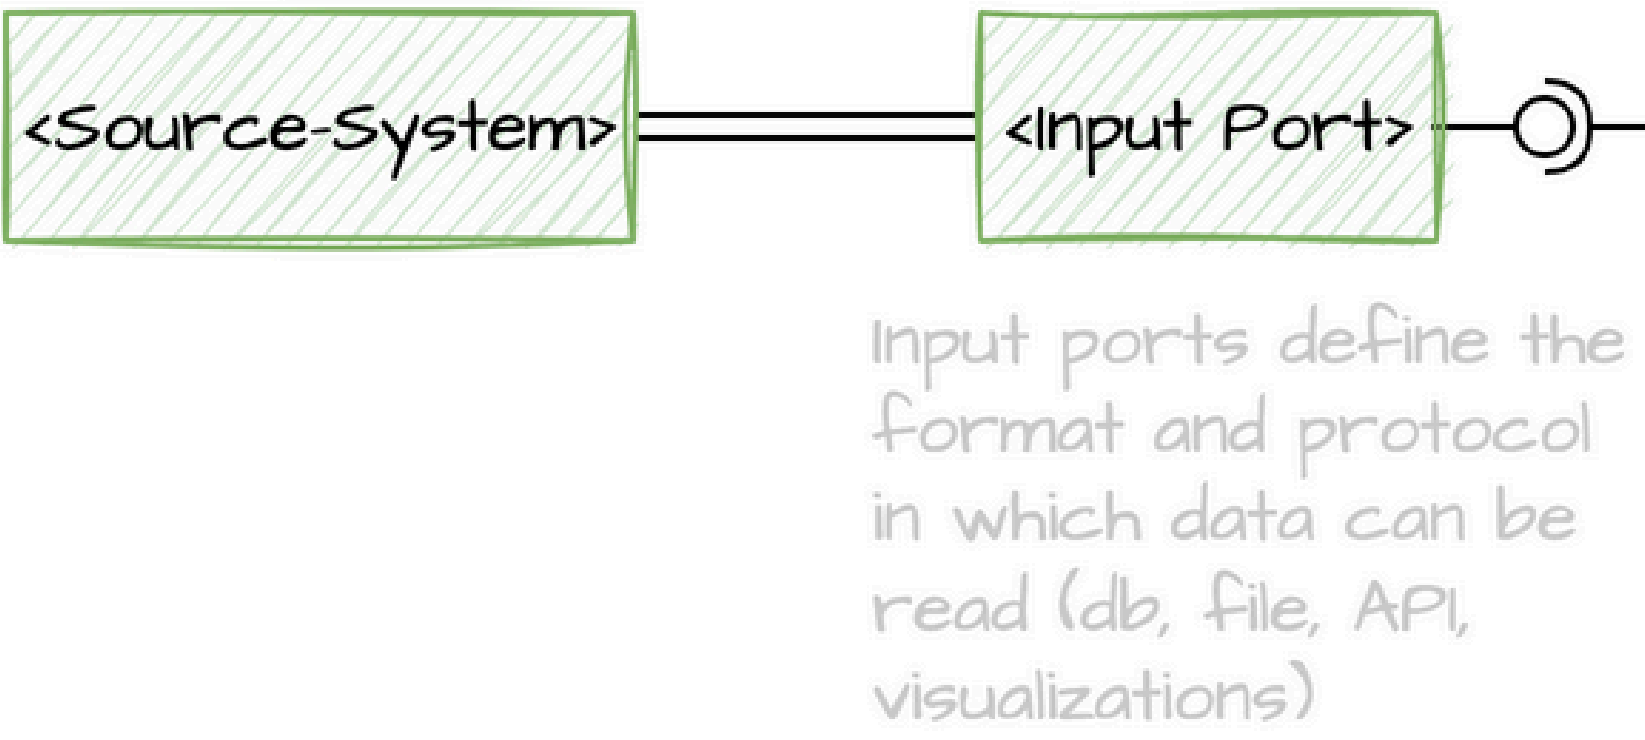 <Source-System>
<Input Port>
Input ports define the
format and protocol
in which data can be
read (db, file, API,
visualizations)